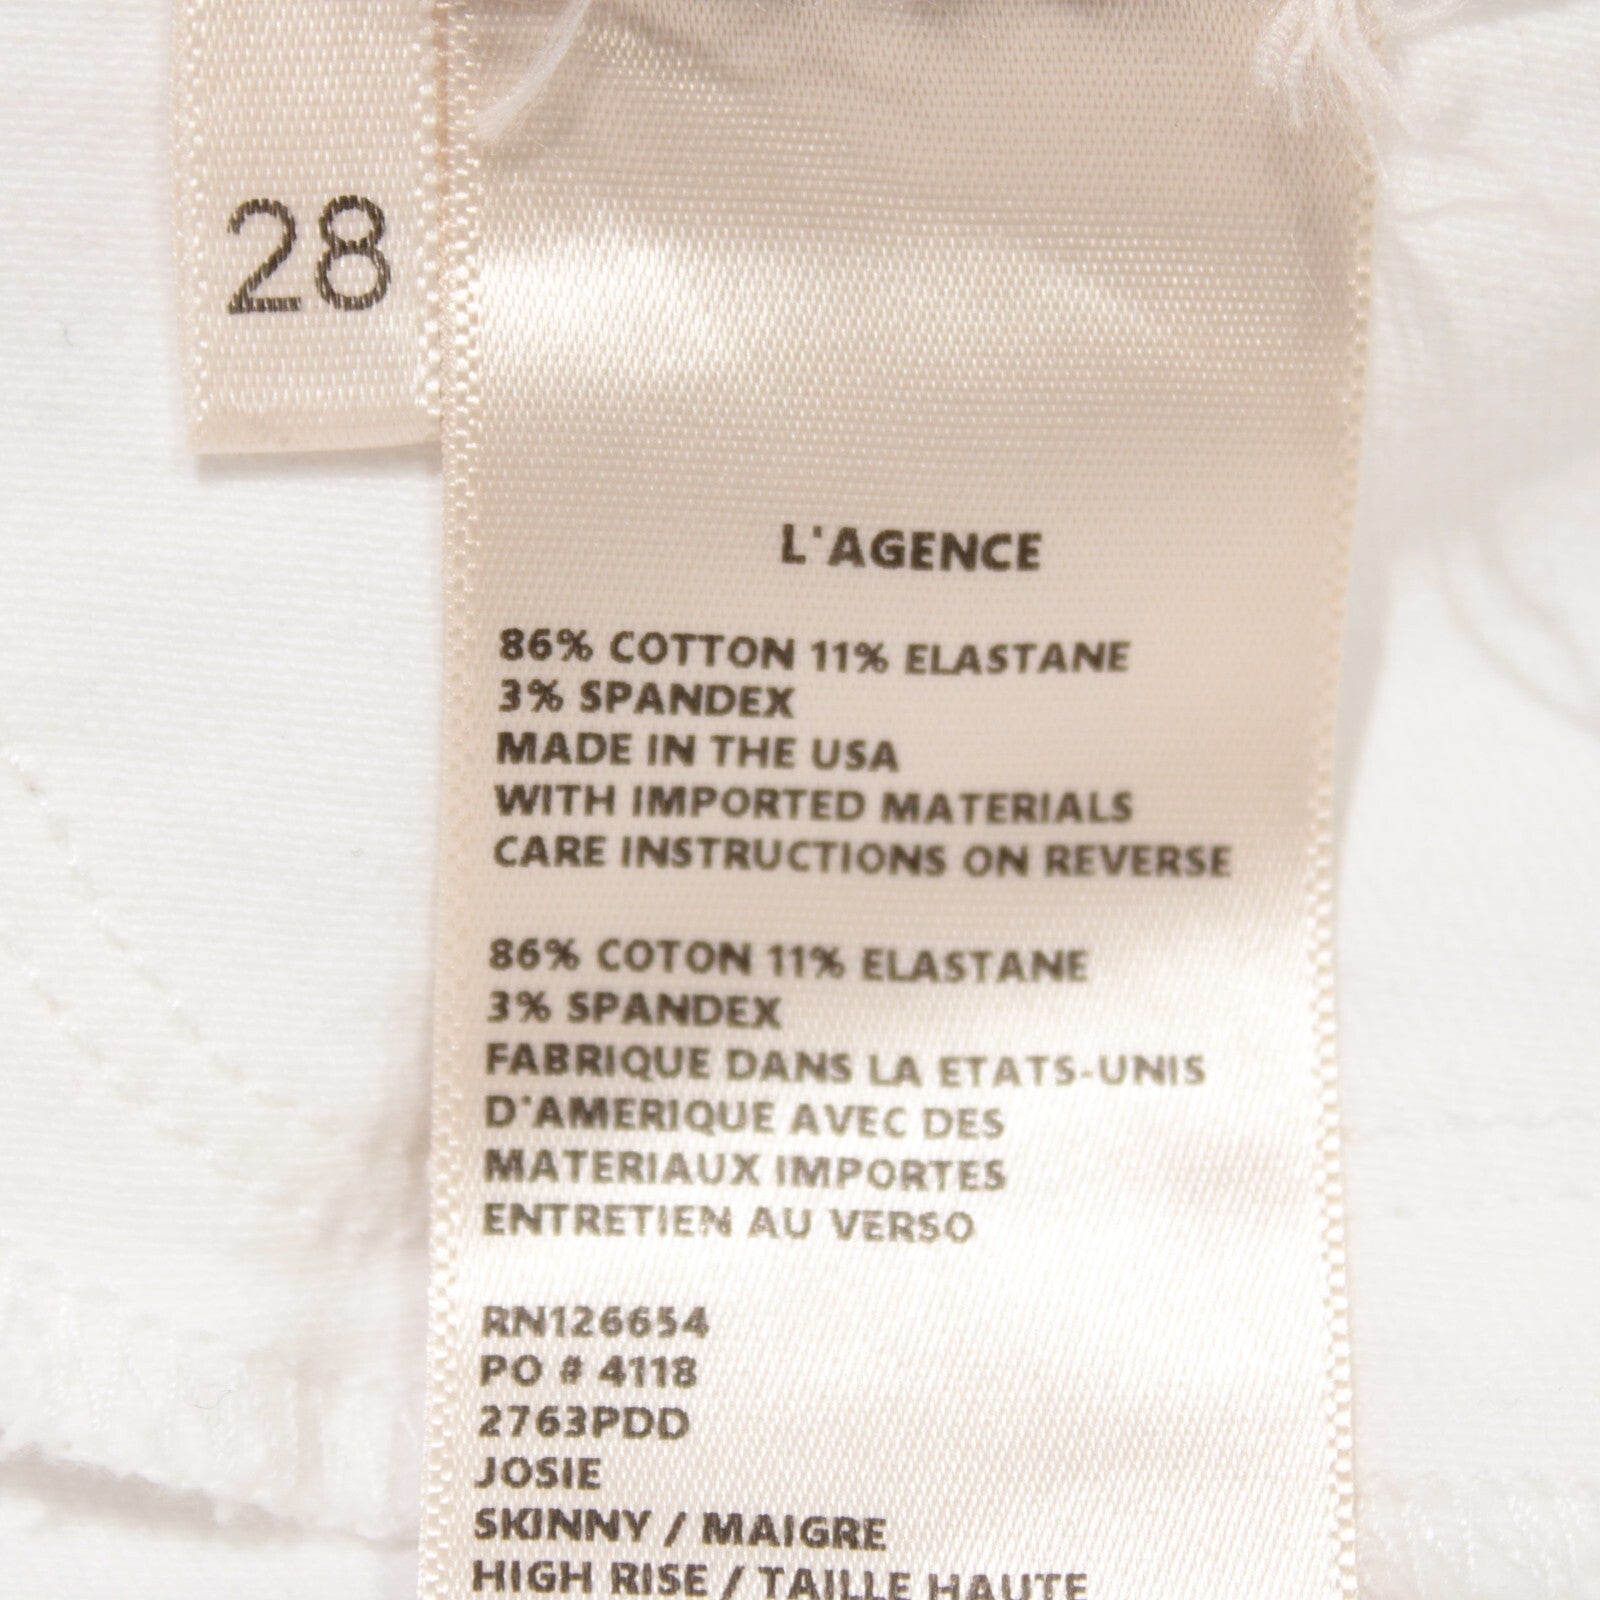 28
L'AGENCE
86% COTTON 11% ELASTANE
3% SPANDEX
MADE IN THE USA
WITH IMPORTED MATERIALS
CARE INSTRUCTIONS ON REVERSE
86% COTON 11% ELASTANE
3% SPANDEX
FABRIQUE DANS LA ETATS-UNIS
D'AMERIQUE AVEC DES
MATERIAUX IMPORTES
ENTRETIEN AU VERSO
RN126654
PO # 4118
2763PDD
JOSIE
SKINNY / MAIGRE
HIGH RISE / TAILLE HAUTE